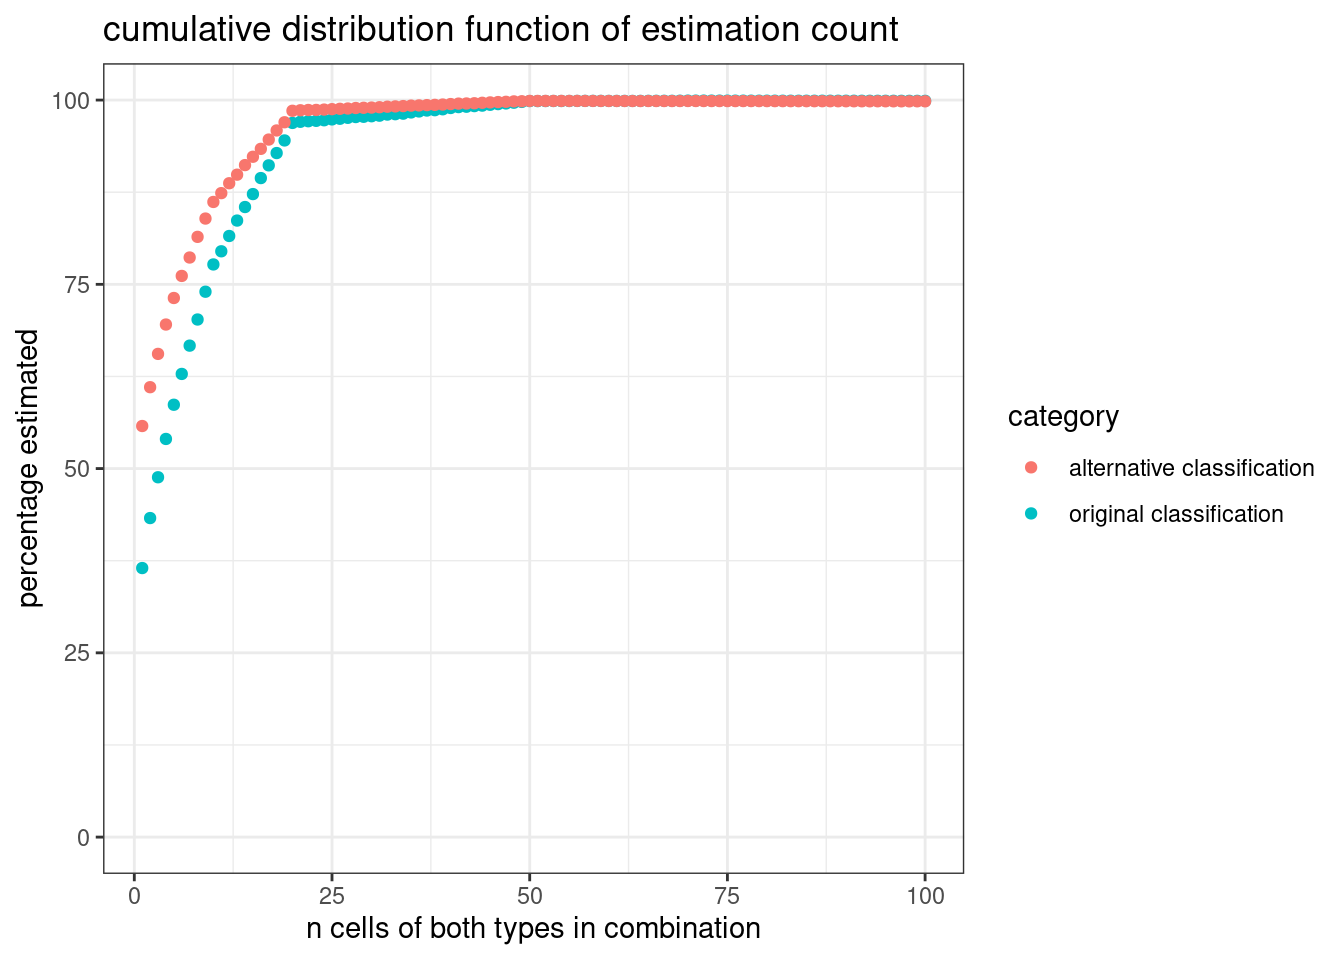 cumulative distribution function of estimation count
percentage estimated
100
75
50
25
0
0 25 50 75 100
n cells of both types in combination
category
alternative classification
original classification